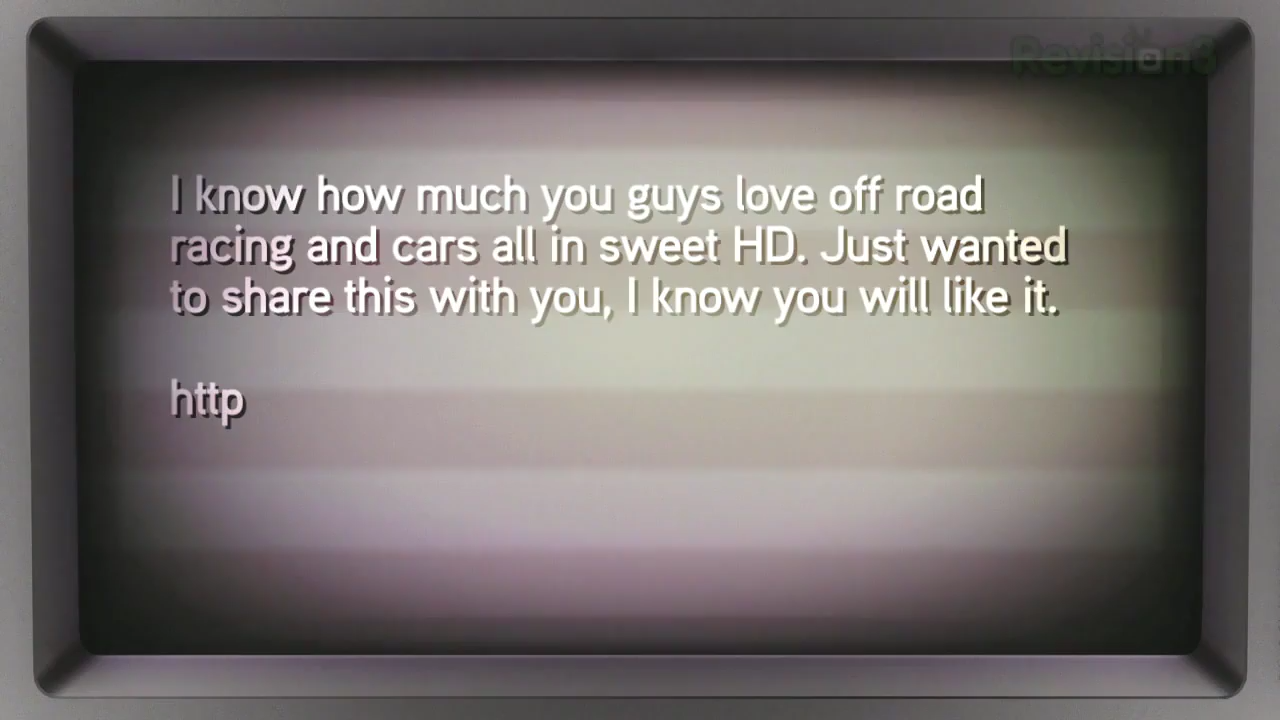 Revision3
I know how much you guys love off road
racing and cars all in sweet HD. Just wanted
to share this with you, I know you will like it.
http